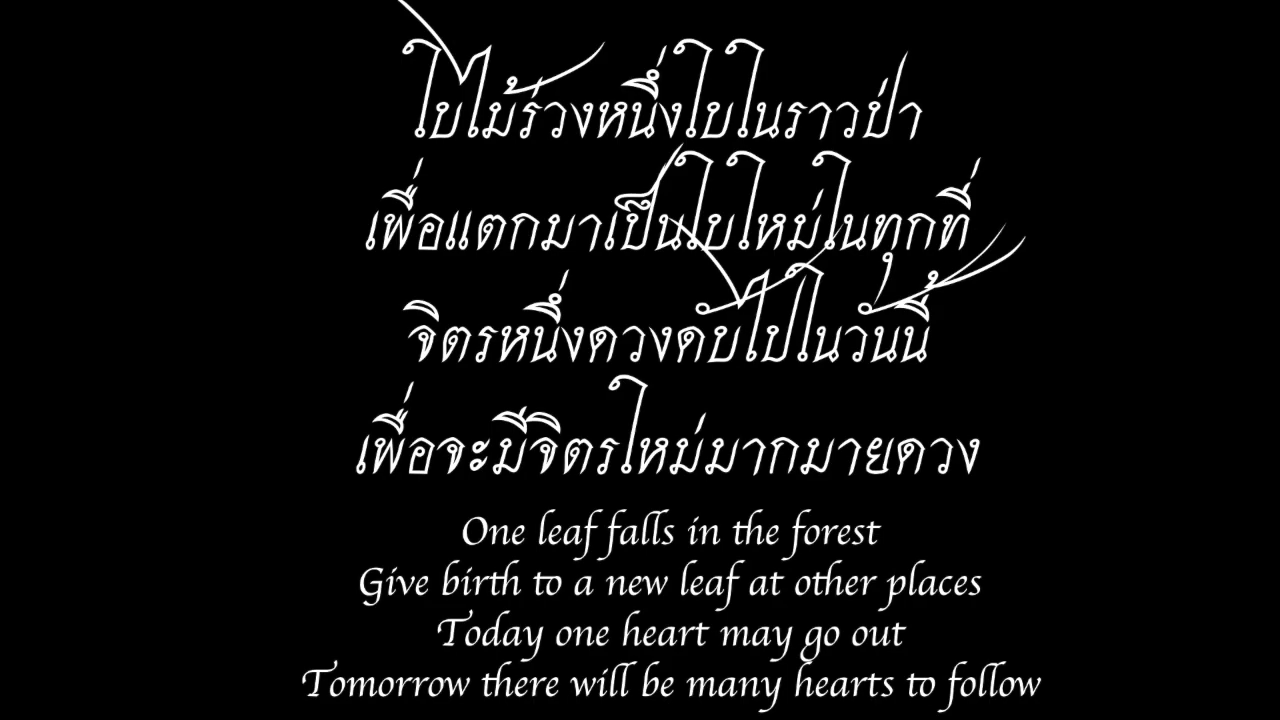 ใบไม้ร่วงหนึ่งใบในราวป่า
เพื่อแตกมาเป็นใบใหม่ในทุกที่
จิตรหนึ่งดวงดับไปในวันนี้
เพื่อจะมีจิตรใหม่มากมายดวง
One leaf falls in the forest
Give birth to a new leaf at other places
Today one heart may go out
Tomorrow there will be many hearts to follow